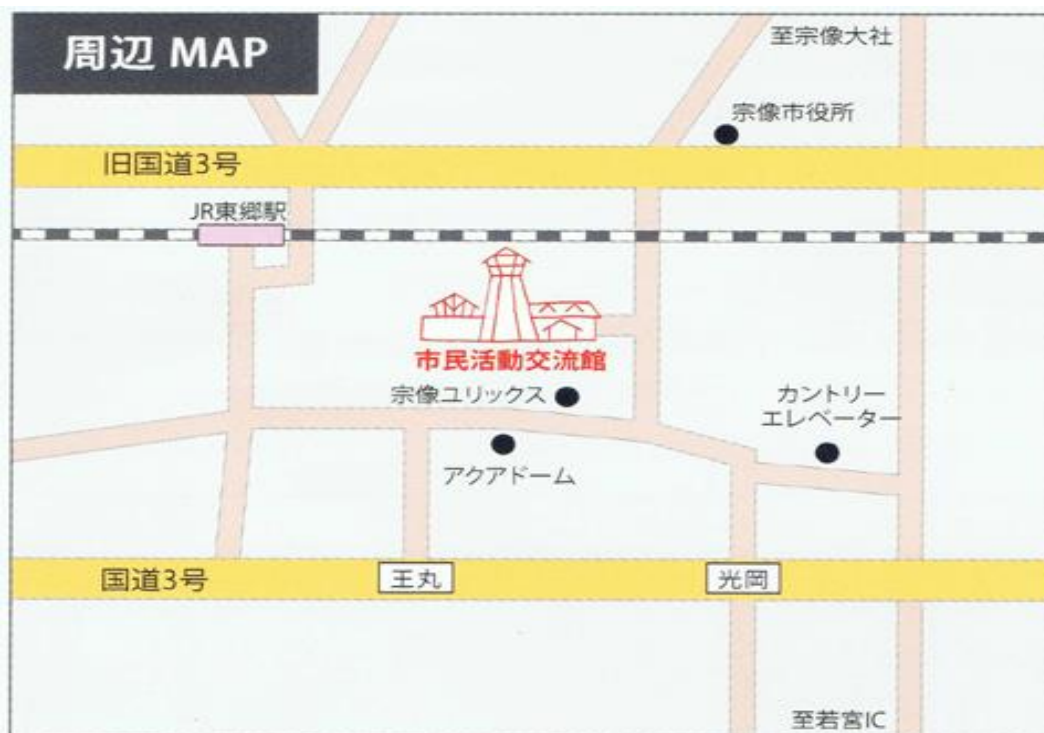 周辺 MAP
至宗像大社
宗像市役所
旧国道3号
JR東郷駅
市民活動交流館
宗像ユリックス
カントリー
エレベーター
アクアドーム
国道3号
王丸
光岡
至若宮IC